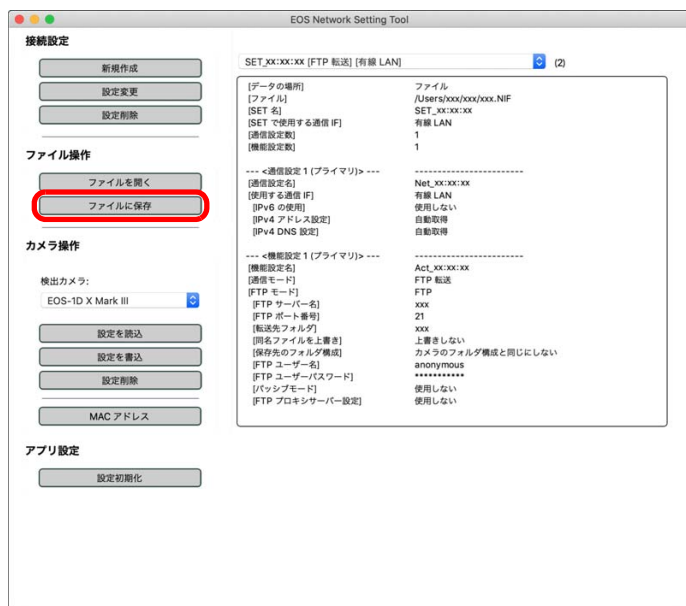 EOS Network Setting Tool
接続設定
新規作成
設定変更
設定削除
ファイル操作
ファイルを開く
ファイルに保存
カメラ操作
検出カメラ:
EOS-1D X Mark III
設定を読込
設定を書込
設定削除
MAC アドレス
アプリ設定
設定初期化
SET_xx:xx:xx [FTP 転送] [有線 LAN] (2)
[データの場所] ファイル
[ファイル] /Users/xxx/xxx/xxx.NIF
[SET 名] SET_xx:xx:xx
[SET で使用する通信 IF] 有線 LAN
[通信設定数] 1
[機能設定数] 1
--- <通信設定 1 (プライマリ)> --- ------------------------
[通信設定名] Net_xx:xx:xx
[使用する通信 IF] 有線 LAN
[IPv6 の使用] 使用しない
[IPv4 アドレス設定] 自動取得
[IPv4 DNS 設定] 自動取得
--- <機能設定 1 (プライマリ)> --- ------------------------
[機能設定名] Act_xx:xx:xx
[通信モード] FTP 転送
[FTP モード] FTP
[FTP サーバー名] xxx
[FTP ポート番号] 21
[転送先フォルダ] xxx
[同名ファイルを上書き] 上書きしない
[保存先のフォルダ構成] カメラのフォルダ構成と同じにしない
[FTP ユーザー名] anonymous
[FTP ユーザーパスワード] ***********
[パッシブモード] 使用しない
[FTP プロキシサーバー設定] 使用しない